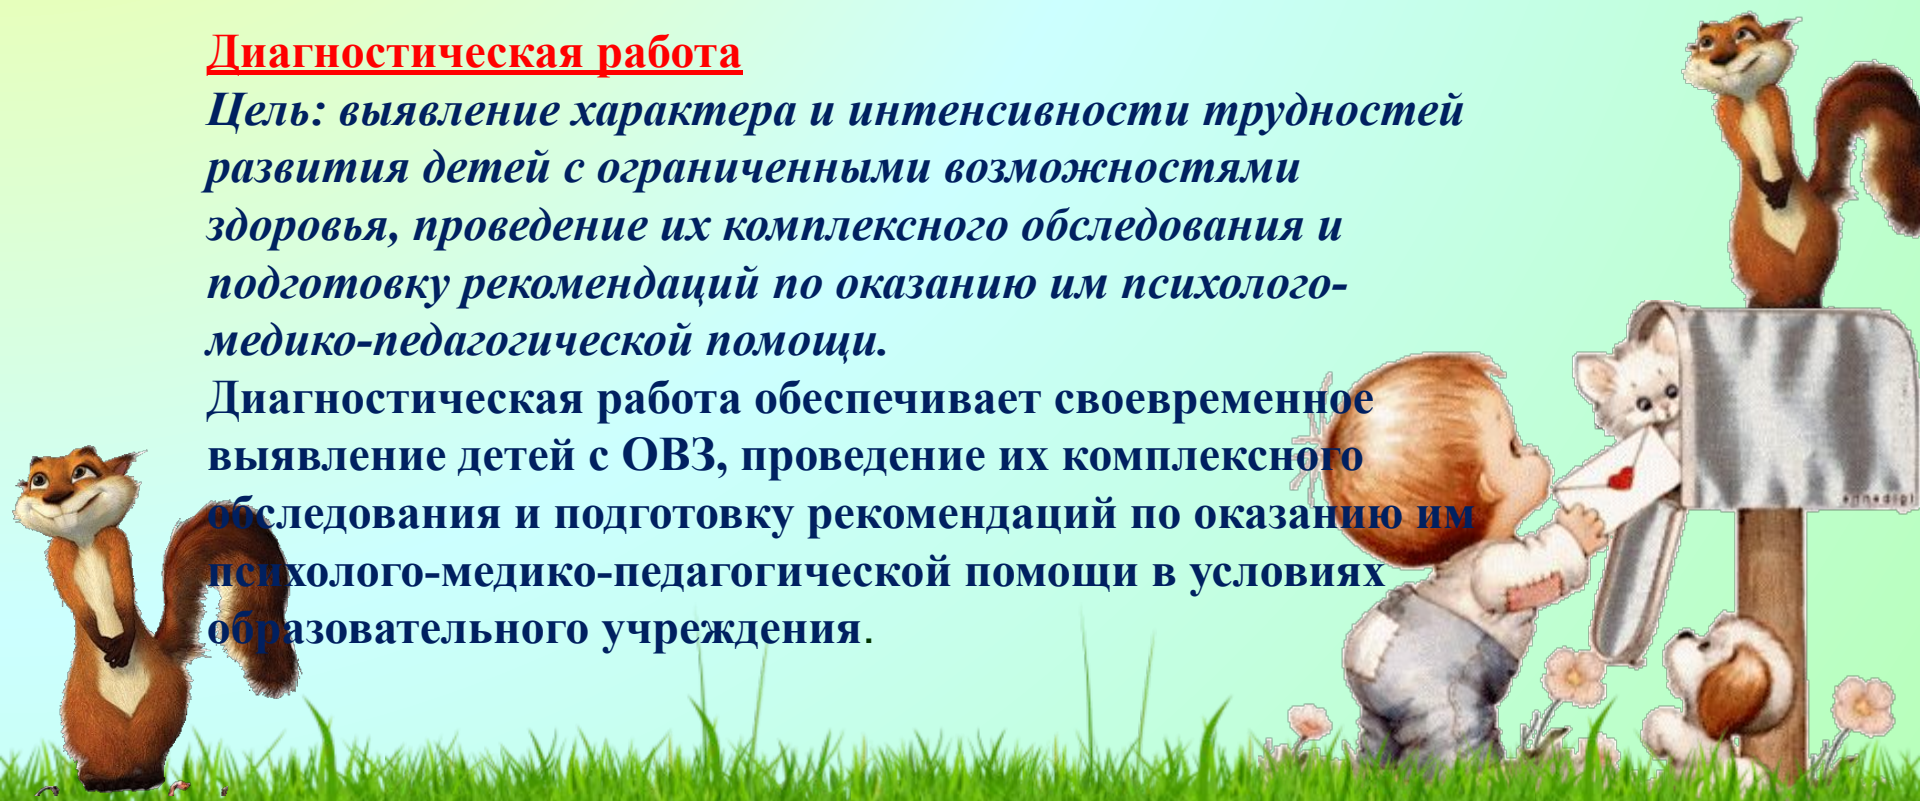 Диагностическая работа
Цель: выявление характера и интенсивности трудностей
развития детей с ограниченными возможностями
здоровья, проведение их комплексного обследования и
подготовку рекомендаций по оказанию им психолого-
медико-педагогической помощи.
Диагностическая работа обеспечивает своевременное
выявление детей с ОВЗ, проведение их комплексного
обследования и подготовку рекомендаций по оказанию им
психолого-медико-педагогической помощи в условиях
образовательного учреждения.